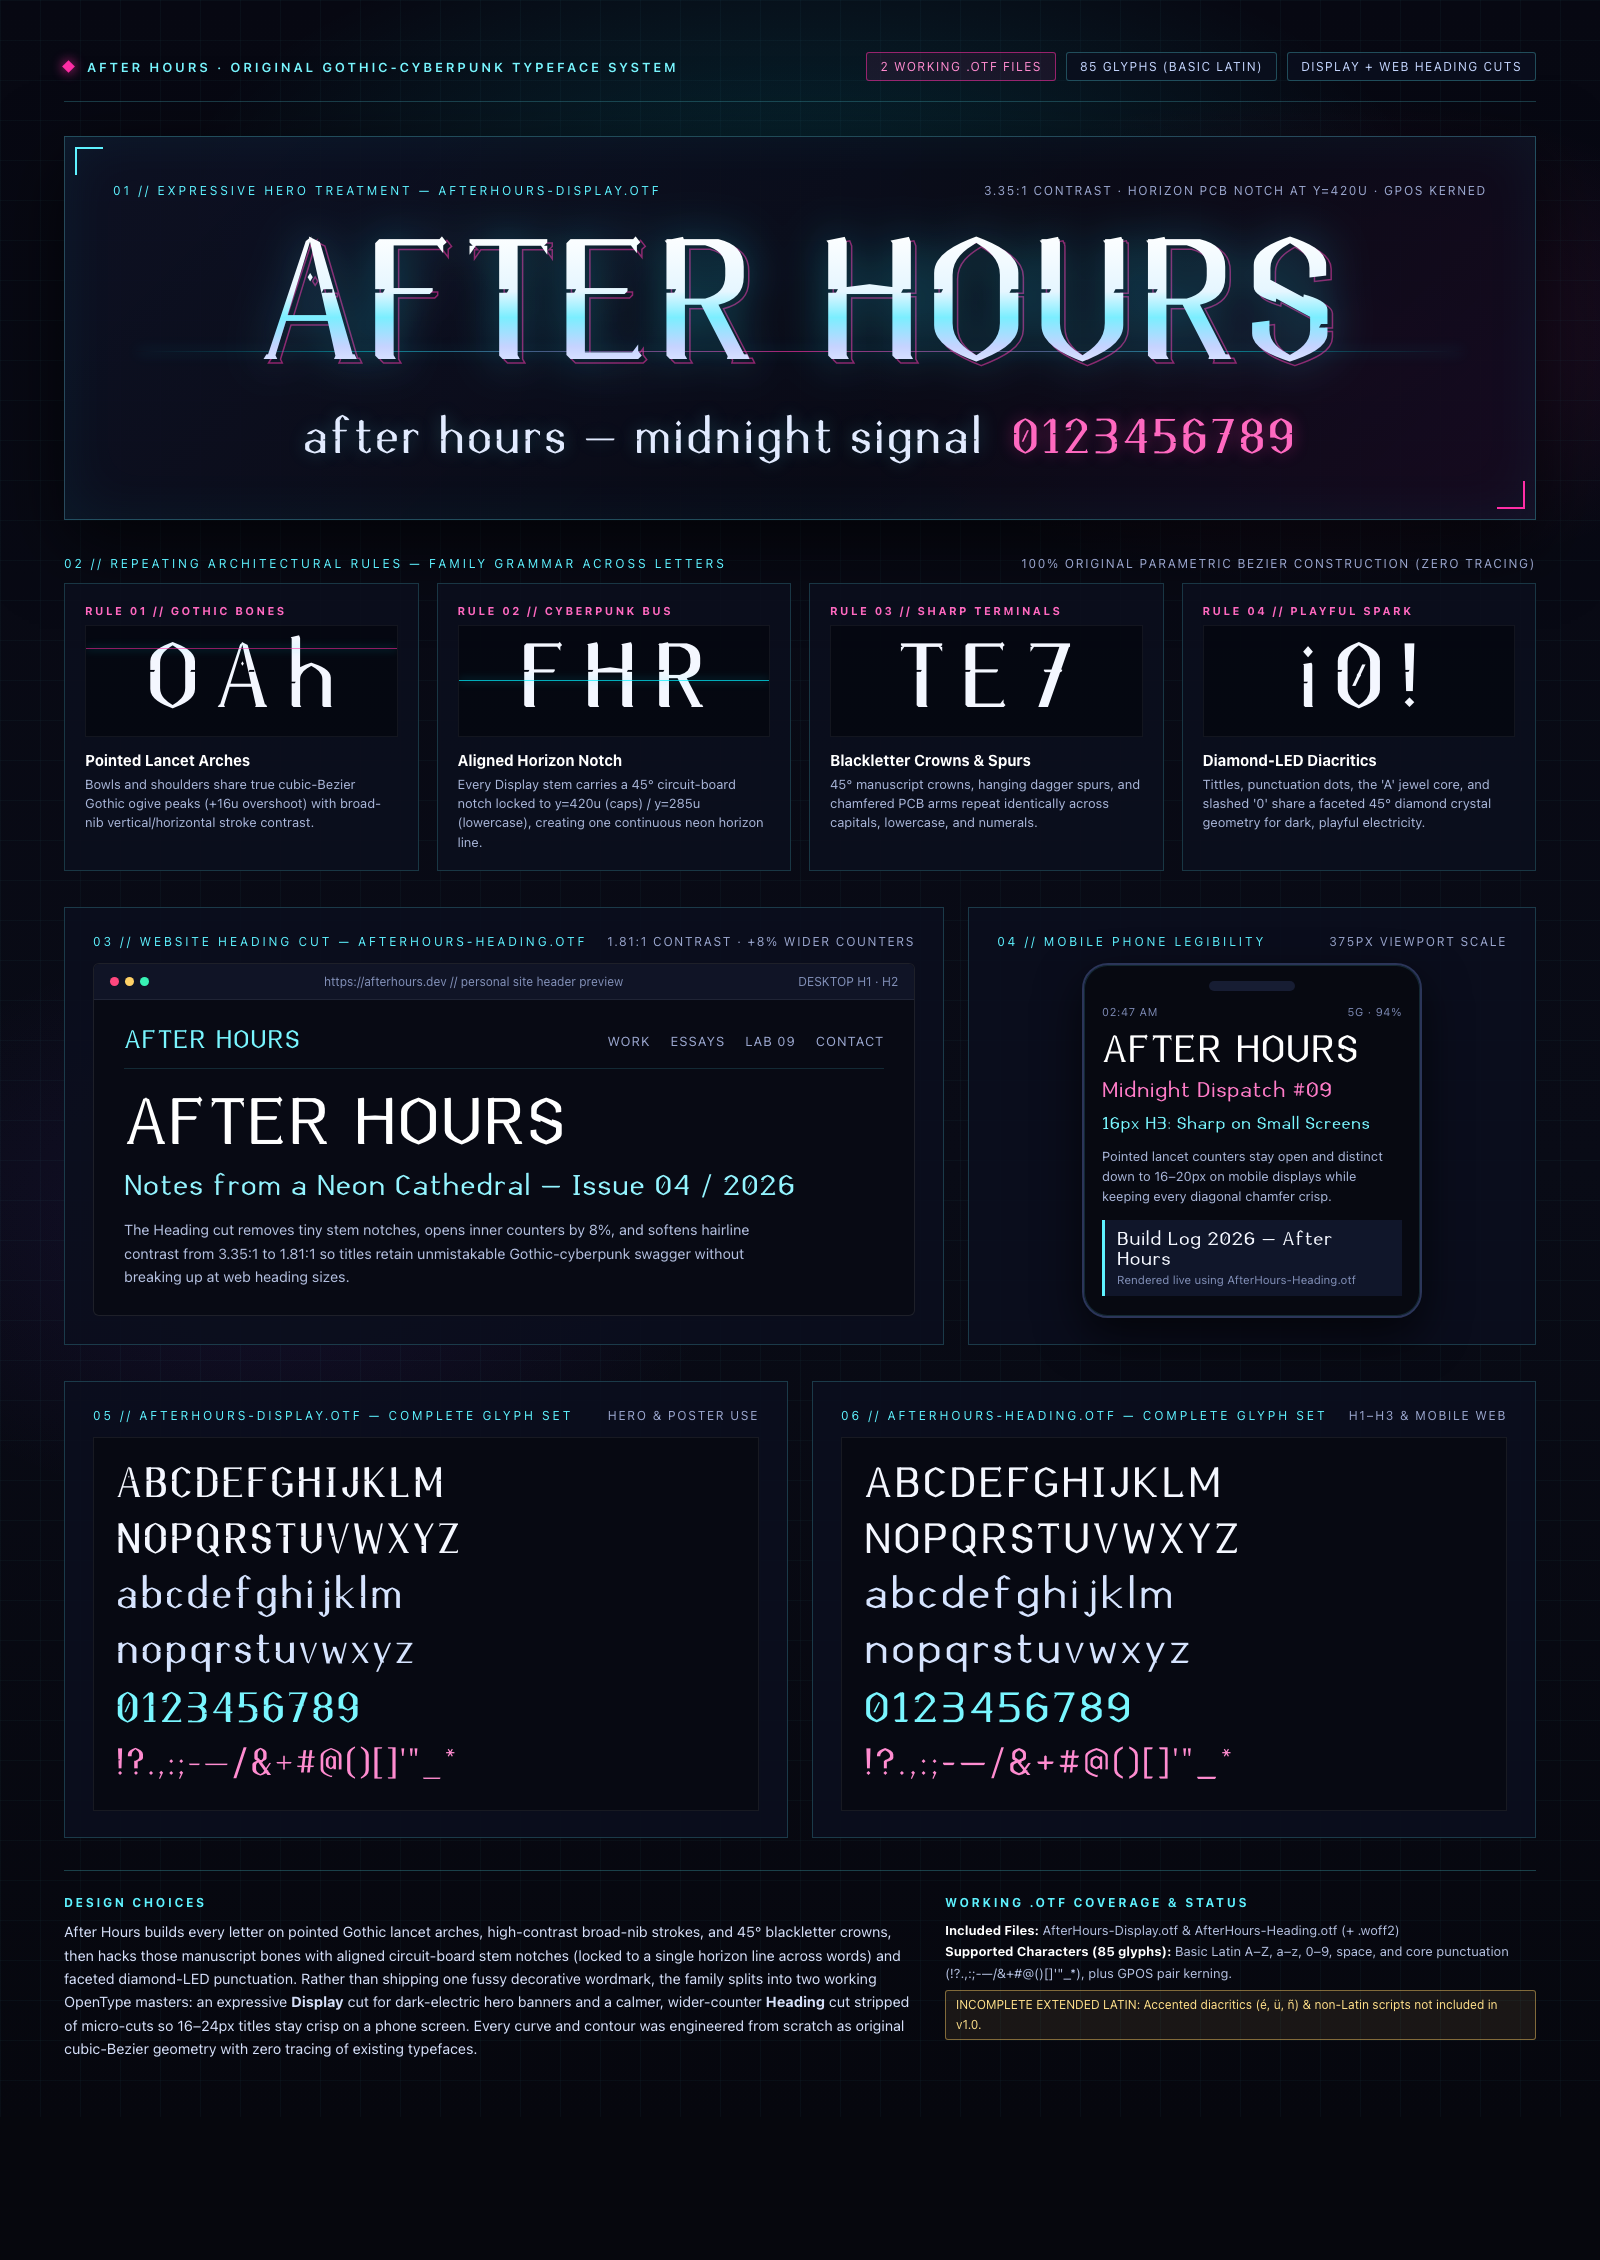 AFTER HOURS · ORIGINAL GOTHIC-CYBERPUNK TYPEFACE SYSTEM
2 WORKING .OTF FILES
85 GLYPHS (BASIC LATIN)
DISPLAY + WEB HEADING CUTS
01 // EXPRESSIVE HERO TREATMENT — AFTERHOURS-DISPLAY.OTF
3.35:1 CONTRAST · HORIZON PCB NOTCH AT Y=420U · GPOS KERNED
AFTER HOURS
after hours — midnight signal 0123456789
02 // REPEATING ARCHITECTURAL RULES — FAMILY GRAMMAR ACROSS LETTERS
100% ORIGINAL PARAMETRIC BEZIER CONSTRUCTION (ZERO TRACING)
RULE 01 // GOTHIC BONES
OAh
Pointed Lancet Arches
Bowls and shoulders share true cubic-Bezier
Gothic ogive peaks (+16u overshoot) with broad-
nib vertical/horizontal stroke contrast.
RULE 02 // CYBERPUNK BUS
FHR
Aligned Horizon Notch
Every Display stem carries a 45° circuit-board
notch locked to y=420u (caps) / y=285u
(lowercase), creating one continuous neon horizon
line.
RULE 03 // SHARP TERMINALS
TE7
Blackletter Crowns & Spurs
45° manuscript crowns, hanging dagger spurs, and
chamfered PCB arms repeat identically across
capitals, lowercase, and numerals.
RULE 04 // PLAYFUL SPARK
i0!
Diamond-LED Diacritics
Tittles, punctuation dots, the 'A' jewel core, and
slashed '0' share a faceted 45° diamond crystal
geometry for dark, playful electricity.
03 // WEBSITE HEADING CUT — AFTERHOURS-HEADING.OTF
1.81:1 CONTRAST · +8% WIDER COUNTERS
https://afterhours.dev // personal site header preview
DESKTOP H1 · H2
AFTER HOURS
WORK ESSAYS LAB 09 CONTACT
AFTER HOURS
Notes from a Neon Cathedral — Issue 04 / 2026
The Heading cut removes tiny stem notches, opens inner counters by 8%, and softens hairline
contrast from 3.35:1 to 1.81:1 so titles retain unmistakable Gothic-cyberpunk swagger without
breaking up at web heading sizes.
04 // MOBILE PHONE LEGIBILITY
375PX VIEWPORT SCALE
02:47 AM
5G · 94%
AFTER HOURS
Midnight Dispatch #09
16px H3: Sharp on Small Screens
Pointed lancet counters stay open and distinct
down to 16–20px on mobile displays while
keeping every diagonal chamfer crisp.
Build Log 2026 — After
Hours
Rendered live using AfterHours-Heading.otf
05 // AFTERHOURS-DISPLAY.OTF — COMPLETE GLYPH SET
HERO & POSTER USE
ABCDEFGHIJKLM
NOPQRSTUVWXYZ
abcdefghijklm
nopqrstuvwxyz
0123456789
!?.,:;-—/&+#@()[]'"_*
06 // AFTERHOURS-HEADING.OTF — COMPLETE GLYPH SET
H1–H3 & MOBILE WEB
ABCDEFGHIJKLM
NOPQRSTUVWXYZ
abcdefghijklm
nopqrstuvwxyz
0123456789
!?.,:;-—/&+#@()[]'"_*
DESIGN CHOICES
After Hours builds every letter on pointed Gothic lancet arches, high-contrast broad-nib strokes, and 45° blackletter crowns,
then hacks those manuscript bones with aligned circuit-board stem notches (locked to a single horizon line across words) and
faceted diamond-LED punctuation. Rather than shipping one fussy decorative wordmark, the family splits into two working
OpenType masters: an expressive Display cut for dark-electric hero banners and a calmer, wider-counter Heading cut stripped
of micro-cuts so 16–24px titles stay crisp on a phone screen. Every curve and contour was engineered from scratch as original
cubic-Bezier geometry with zero tracing of existing typefaces.
WORKING .OTF COVERAGE & STATUS
Included Files: AfterHours-Display.otf & AfterHours-Heading.otf (+ .woff2)
Supported Characters (85 glyphs): Basic Latin A–Z, a–z, 0–9, space, and core punctuation
(!?.,:;-—/&+#@()[]'"_*), plus GPOS pair kerning.
INCOMPLETE EXTENDED LATIN: Accented diacritics (é, ü, ñ) & non-Latin scripts not included in
v1.0.